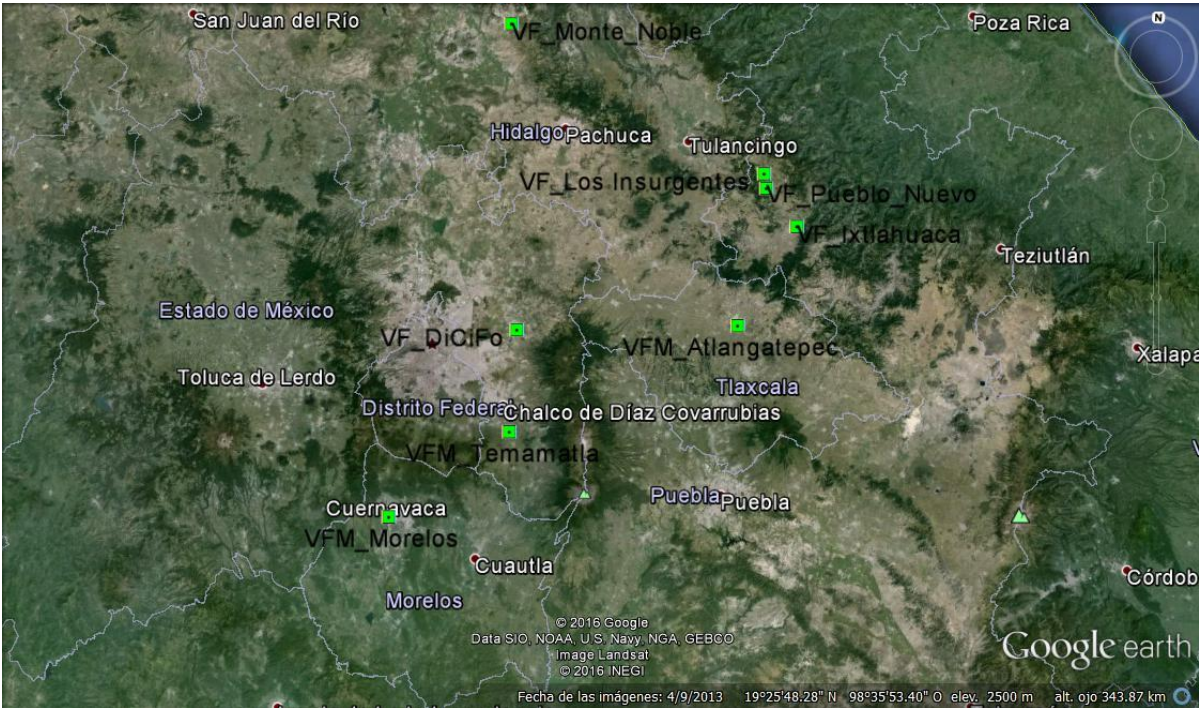 San Juan del Río
VF_Monte_Noble
Poza Rica
N
Hidalgo
Pachuca
Tulancingo
VF_Los Insurgentes
VF_Pueblo_Nuevo
VF_Ixtlahuaca
Teziutlán
Estado de México
VF_DiCiFo
VFM_Atlangatepec
Xalapa
Toluca de Lerdo
Tlaxcala
Distrito Federal
Chalco de Díaz Covarrubias
VFM_Temamatla
Puebla
Puebla
Cuernavaca
VFM_Morelos
Cuautla
Córdob
Morelos
© 2016 Google
Data SIO, NOAA, U.S. Navy, NGA, GEBCO
Image Landsat
© 2016 INEGI
Google earth
Fecha de las imágenes: 4/9/2013 19°25'48.28" N 98°35'53.40" O elev. 2500 m alt. ojo 343.87 km